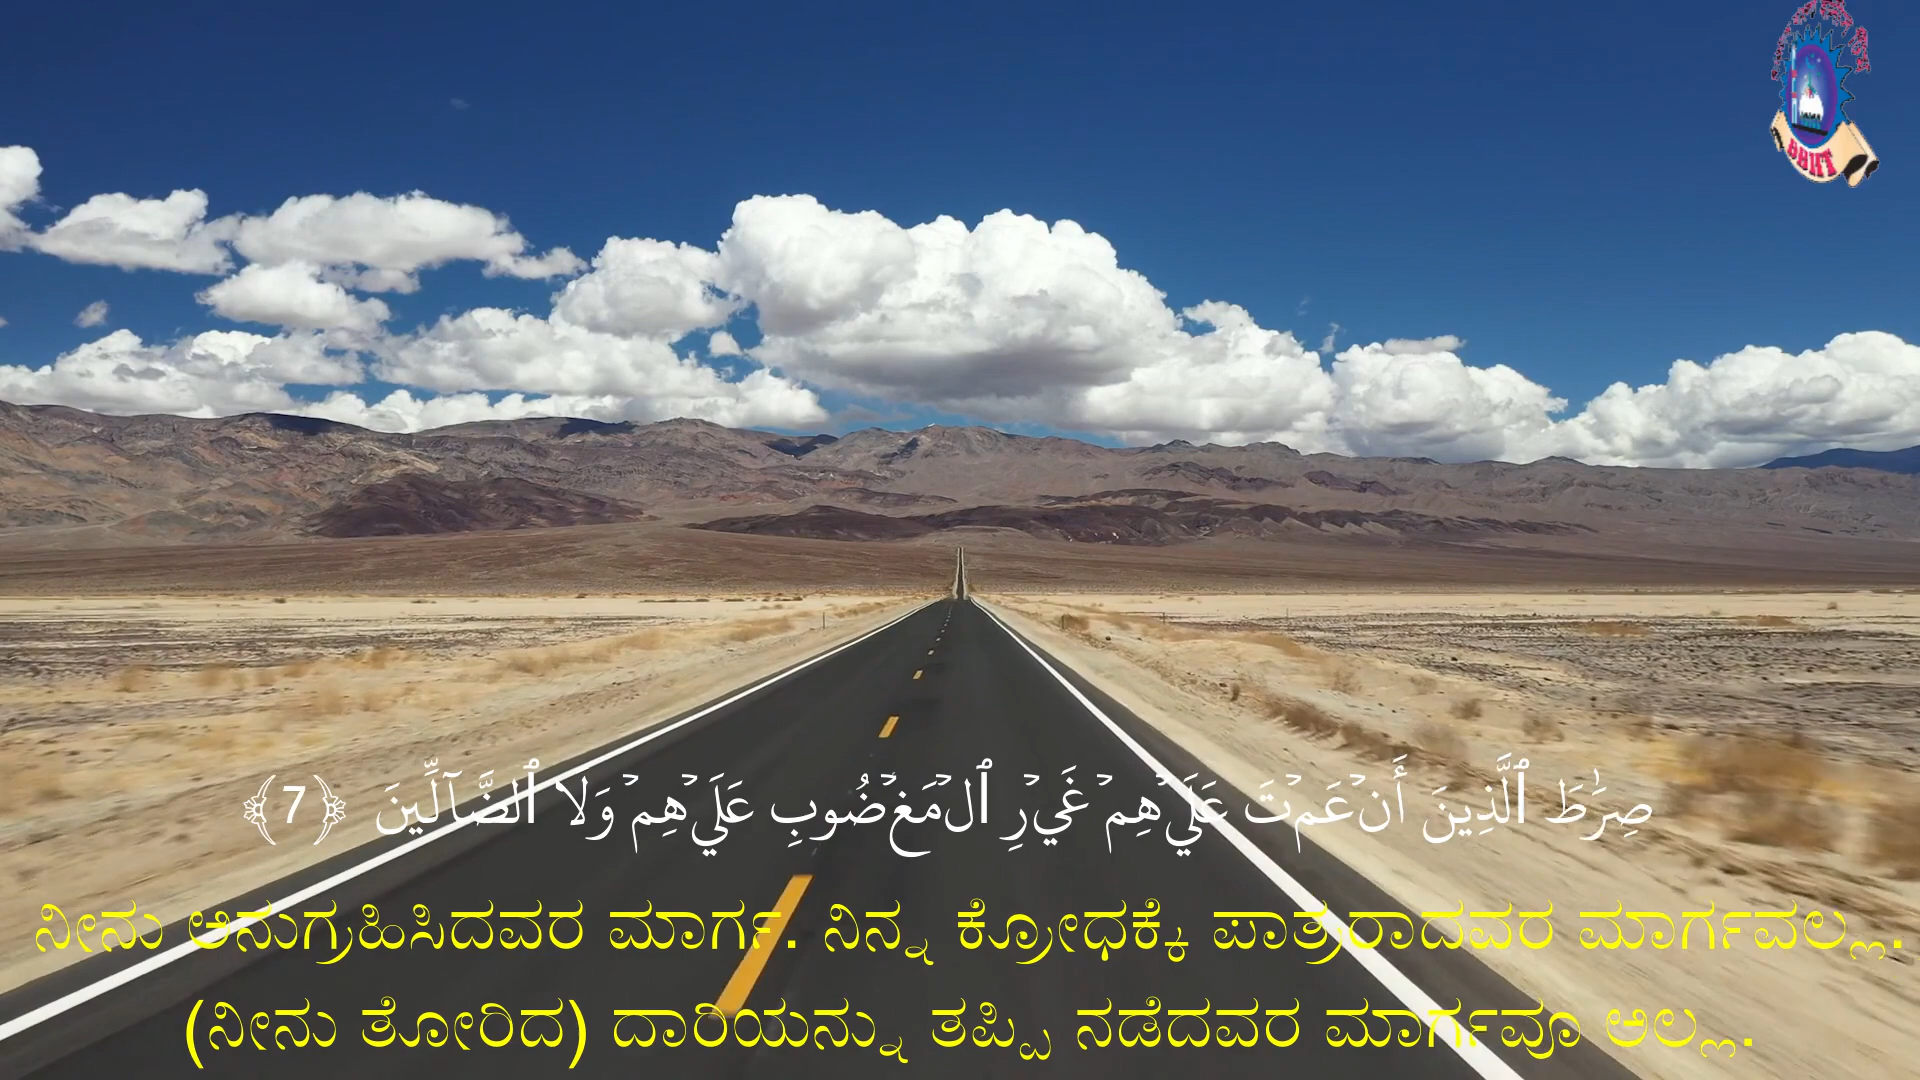 BBHT
صِرَٰطَ ٱلَّذِينَ أَنۡعَمۡتَ عَلَيۡهِمۡ غَيۡرِ ٱلۡمَغۡضُوبِ عَلَيۡهِمۡ وَلَا ٱلضَّآلِّينَ ﴿7﴾
ನೀನು ಅನುಗ್ರಹಿಸಿದವರ ಮಾರ್ಗ. ನಿನ್ನ ಕ್ರೋಧಕ್ಕೆ ಪಾತ್ರರಾದವರ ಮಾರ್ಗವಲ್ಲ.
(ನೀನು ತೋರಿದ) ದಾರಿಯನ್ನು ತಪ್ಪಿ ನಡೆದವರ ಮಾರ್ಗವೂ ಅಲ್ಲ.